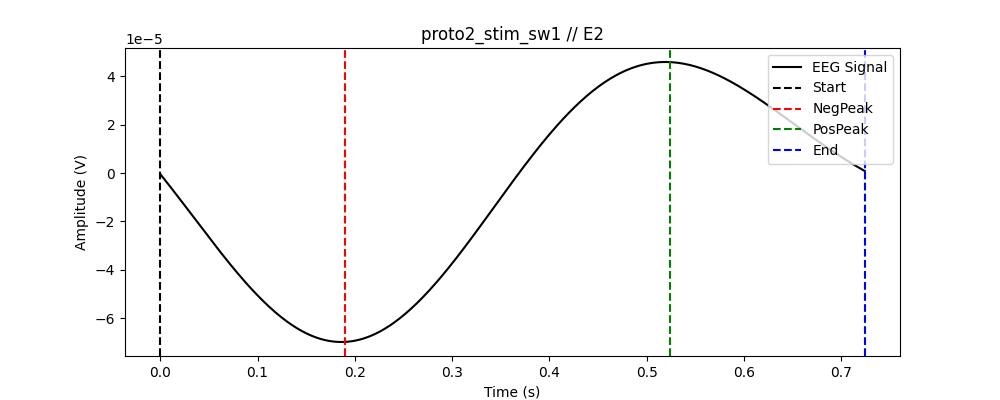 proto2_stim_sw1 // E2
1e−5
4
2
0
−2
−4
−6
Amplitude (V)
EEG Signal
Start
NegPeak
PosPeak
End
0.0 0.1 0.2 0.3 0.4 0.5 0.6 0.7
Time (s)